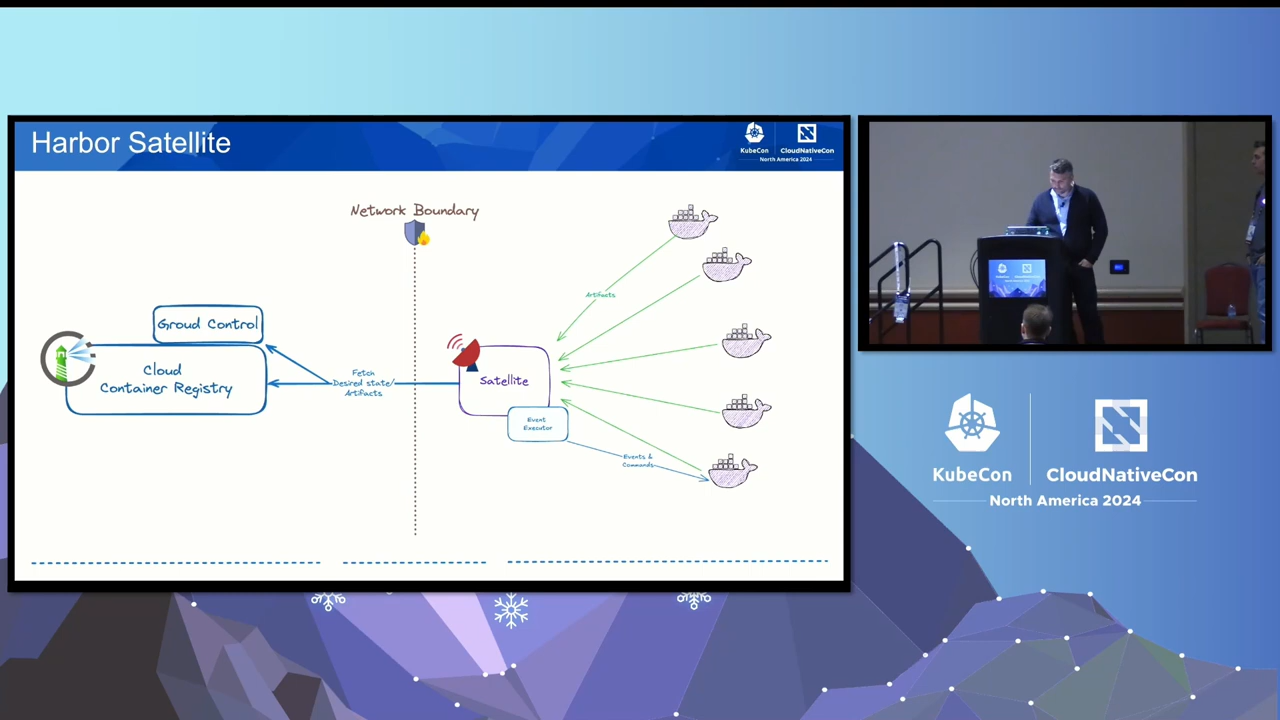 Harbor Satellite
KubeCon
CloudNativeCon
North America 2024
Network Boundary
Artifacts
Groud Control
Cloud
Container Registry
Fetch
Desired state/
Artifacts
Satellite
Event
Executor
Events &
Commands
KubeCon
CloudNativeCon
North America 2024